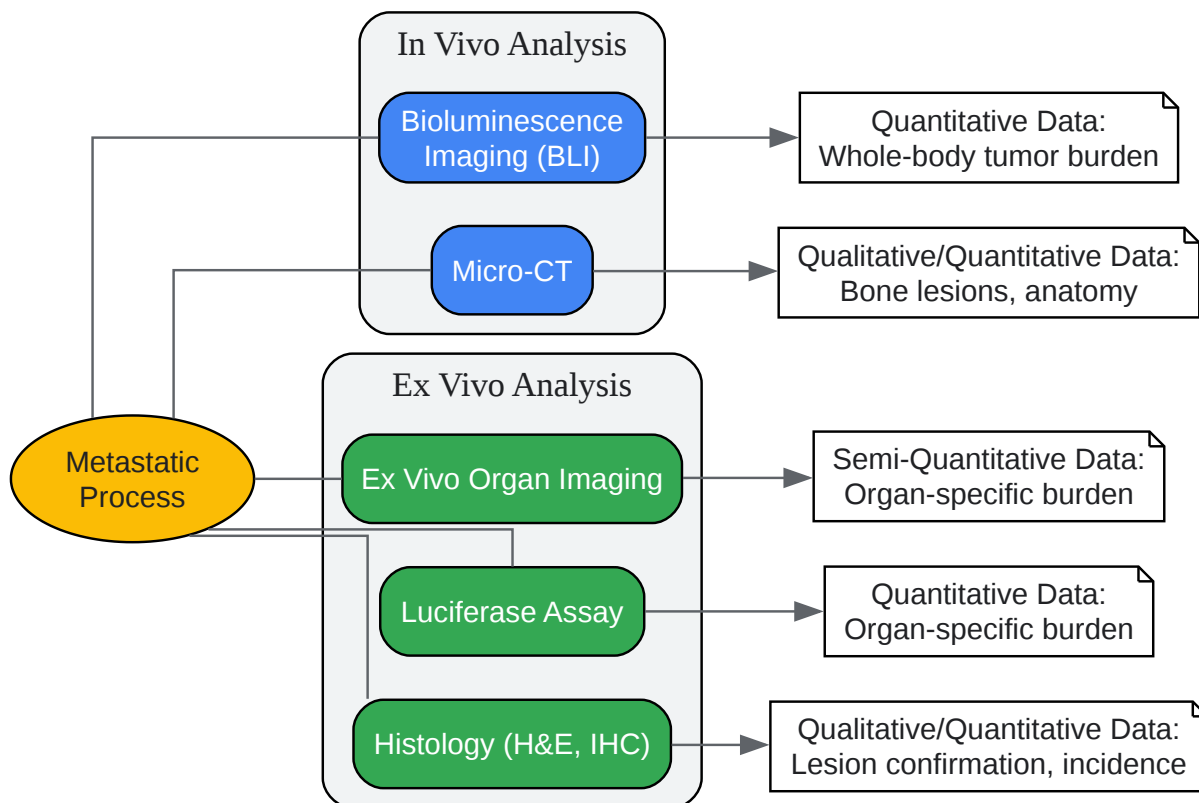 In Vivo Analysis
Bioluminescence
Imaging (BLI)
Quantitative Data:
Whole-body tumor burden
Micro-CT
Qualitative/Quantitative Data:
Bone lesions, anatomy
Ex Vivo Analysis
Metastatic
Process
Ex Vivo Organ Imaging
Semi-Quantitative Data:
Organ-specific burden
Luciferase Assay
Quantitative Data:
Organ-specific burden
Histology (H&E, IHC)
Qualitative/Quantitative Data:
Lesion confirmation, incidence